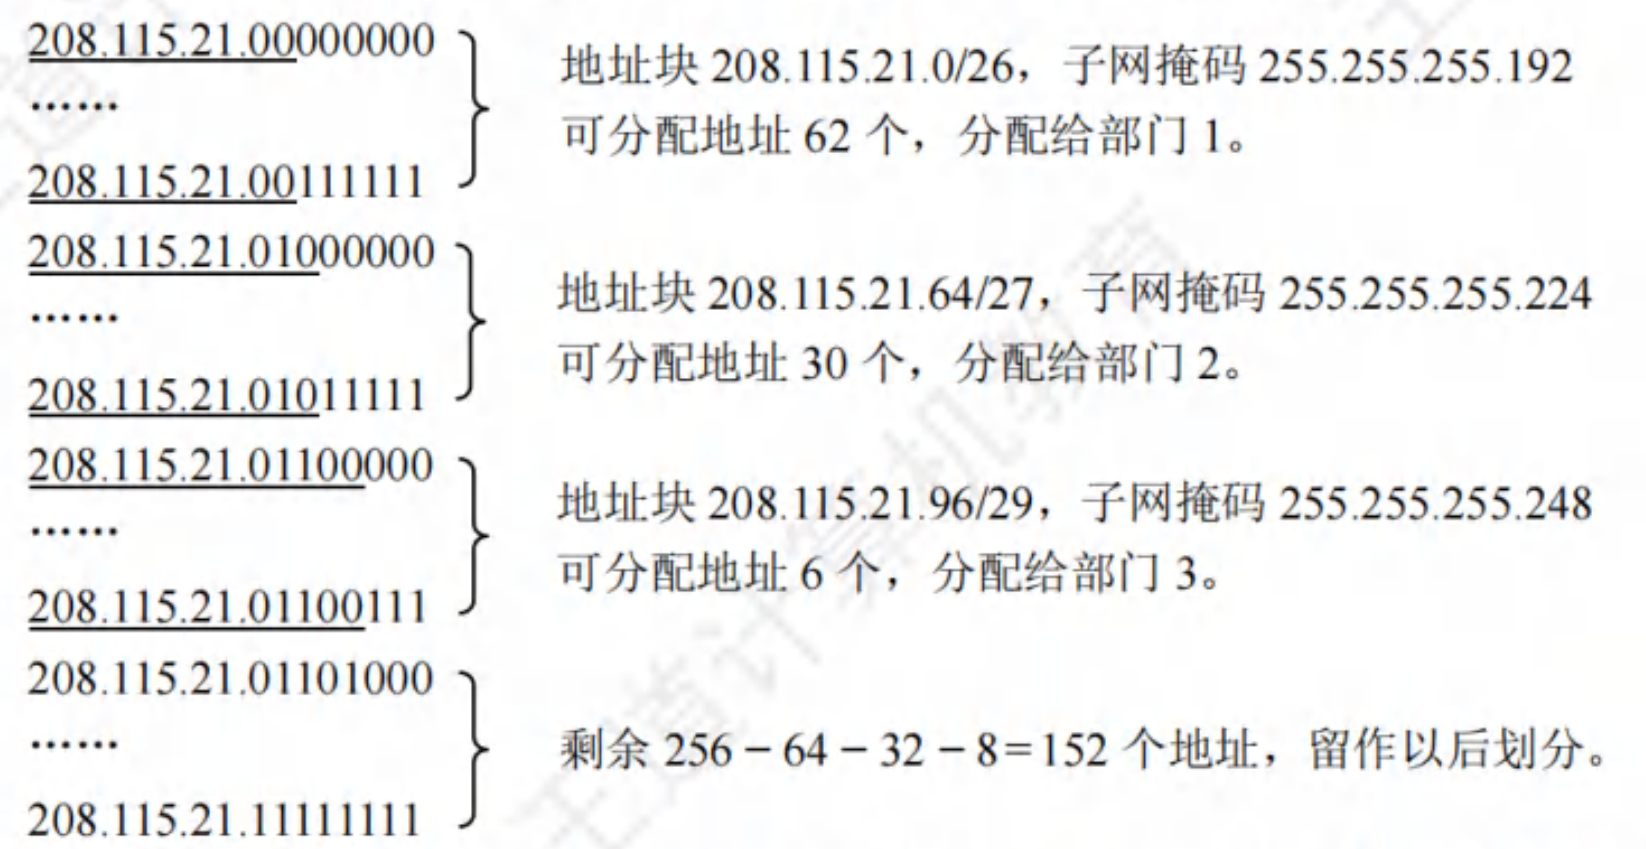 208.115.21.00000000
……
208.115.21.00111111
地址块 208.115.21.0/26，子网掩码 255.255.255.192
可分配地址 62 个，分配给部门 1。
208.115.21.01000000
……
208.115.21.01011111
地址块 208.115.21.64/27，子网掩码 255.255.255.224
可分配地址 30 个，分配给部门 2。
208.115.21.01100000
……
208.115.21.01100111
地址块 208.115.21.96/29，子网掩码 255.255.255.248
可分配地址 6 个，分配给部门 3。
208.115.21.01101000
……
208.115.21.11111111
剩余 256－64－32－8=152 个地址，留作以后划分。
王道计算机教育